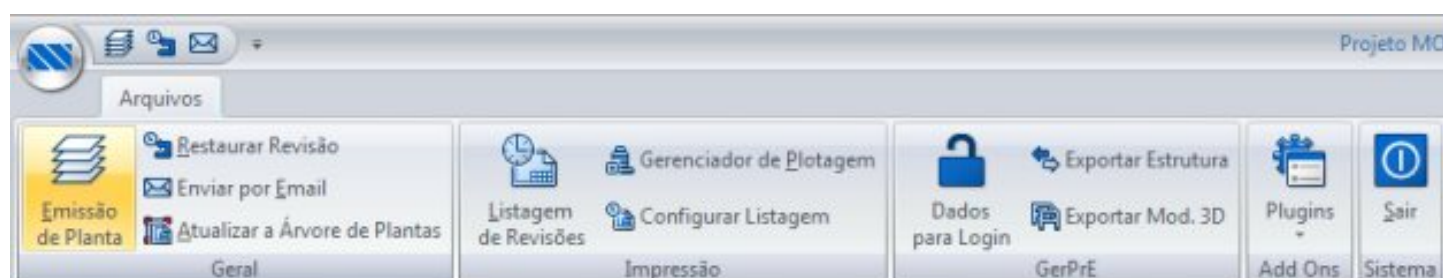 Projeto MO
Arquivos
Emissão
de Planta
Restaurar Revisão
Enviar por Email
Atualizar a Árvore de Plantas
Geral
Listagem
de Revisões
Gerenciador de Plotagem
Configurar Listagem
Impressão
Dados
para Login
Exportar Estrutura
Exportar Mod. 3D
GerPrE
Plugins
Add Ons
Sair
Sistema